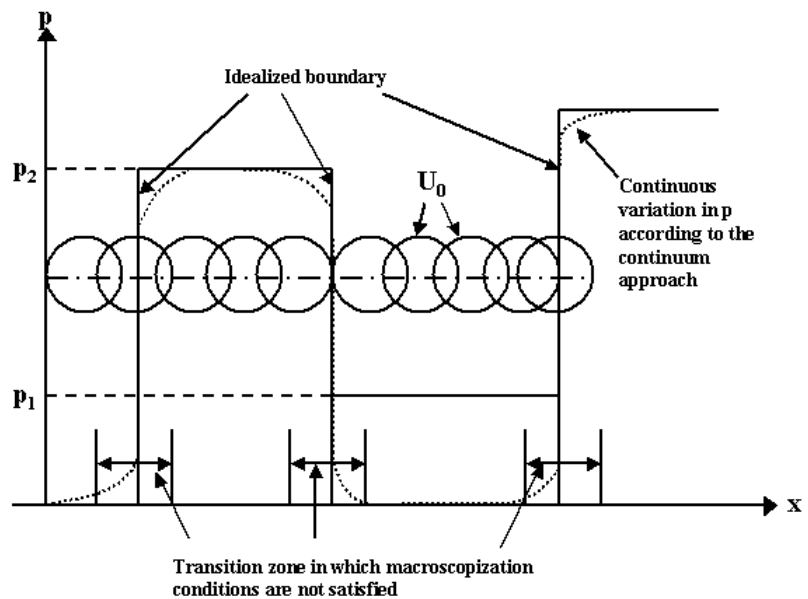 p
Idealized boundary
p2
U0
Continuous
variation in p
according to the
continuum
approach
p1
x
Transition zone in which macroscopization
conditions are not satisfied